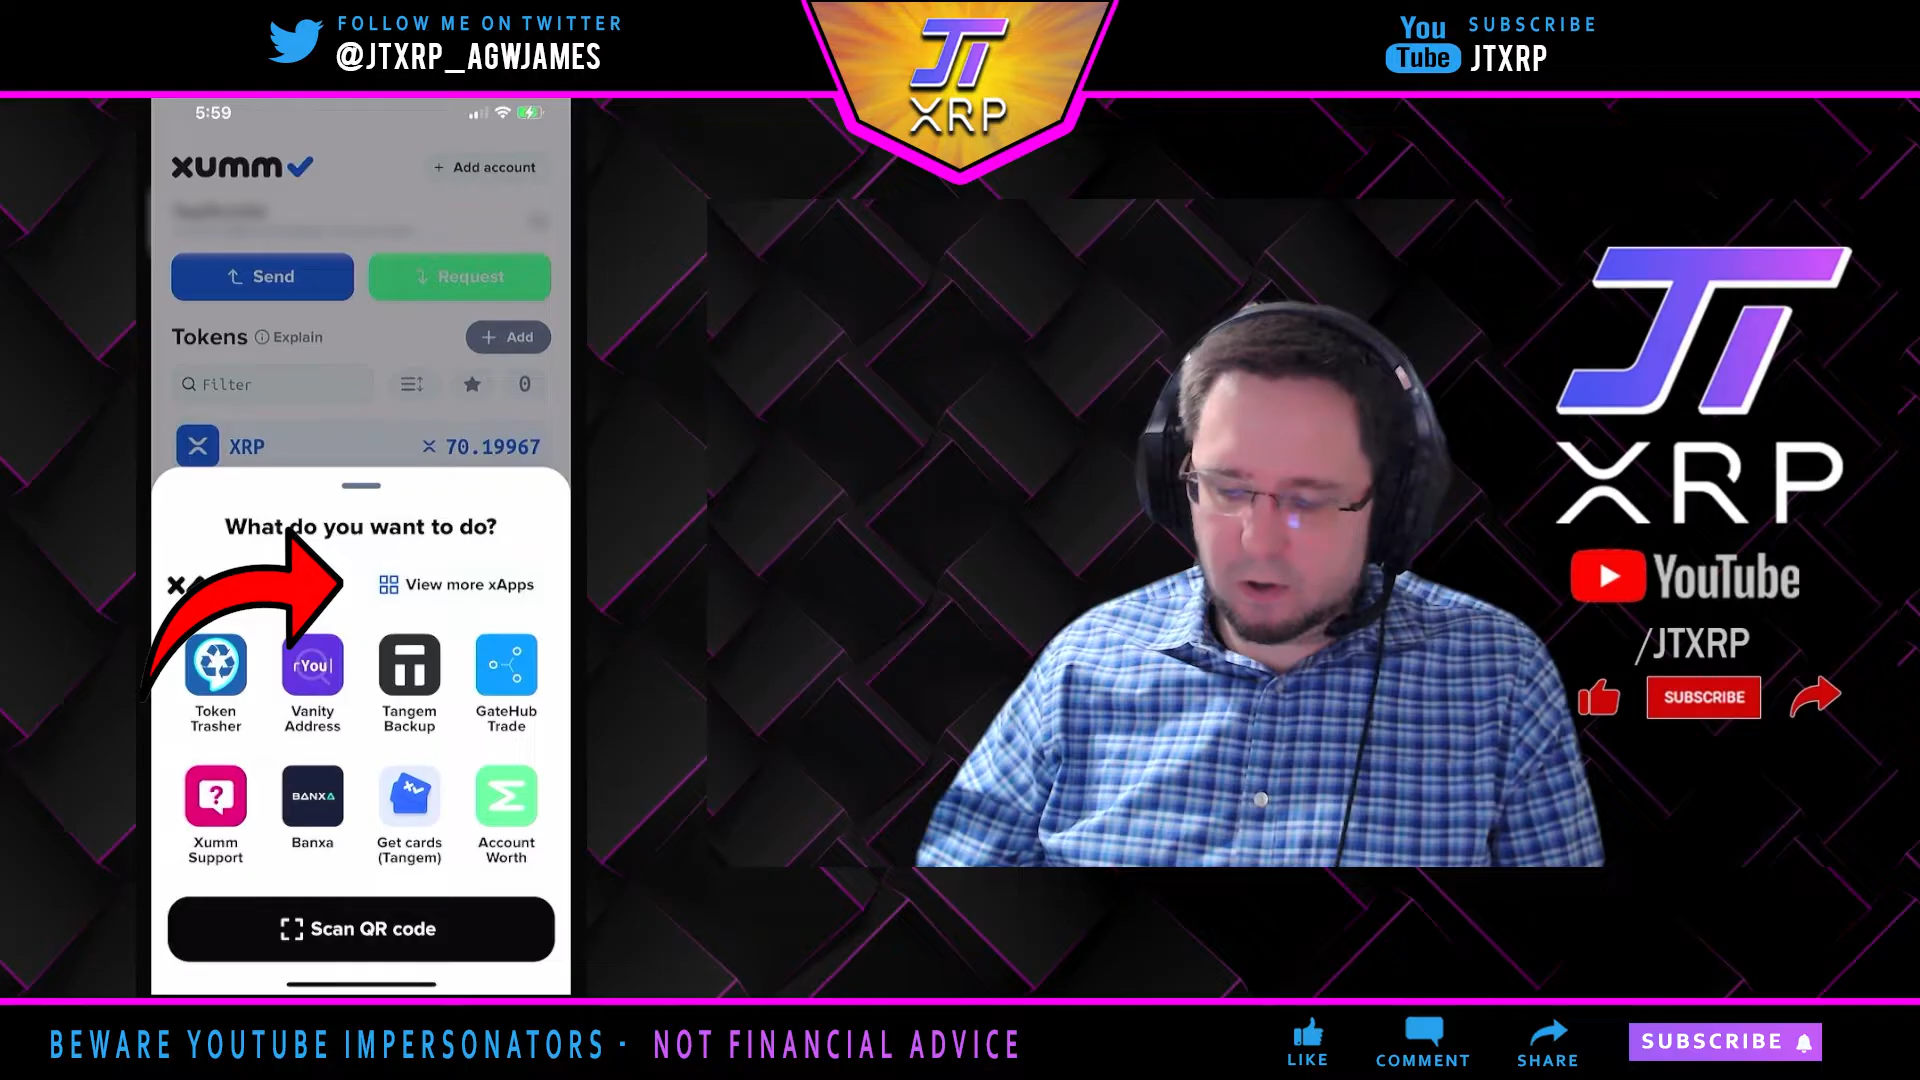 FOLLOW ME ON TWITTER
@JTXRP_AGWJAMES
JT
XRP
You
Tube
SUBSCRIBE
JTXRP
5:59
xumm
+ Add account
Send
Request
Tokens
Explain
+ Add
Filter
0
XRP
70.19967
What do you want to do?
View more xApps
rYou|
Token
Trasher
Vanity
Address
Tangem
Backup
GateHub
Trade
?
BANXA
Xumm
Support
Banxa
Get cards
(Tangem)
Account
Worth
Scan QR code
JT
XRP
YouTube
/JTXRP
SUBSCRIBE
BEWARE YOUTUBE IMPERSONATORS - NOT FINANCIAL ADVICE
LIKE
COMMENT
SHARE
SUBSCRIBE